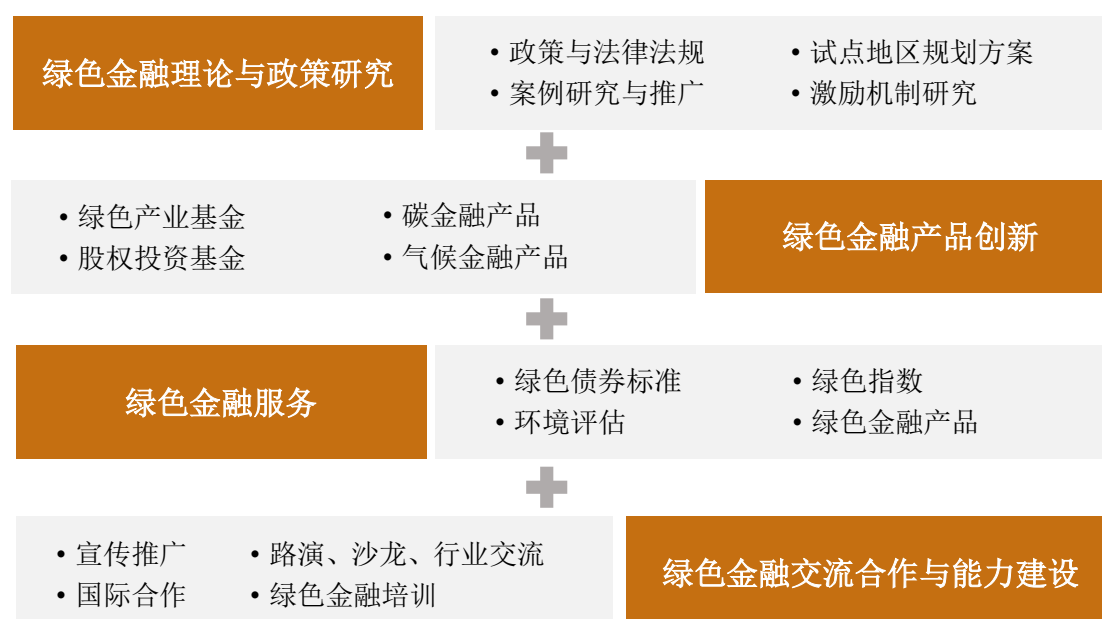 绿色金融理论与政策研究
• 政策与法律法规
• 试点地区规划方案
• 案例研究与推广
• 激励机制研究
• 绿色产业基金
• 碳金融产品
• 股权投资基金
• 气候金融产品
绿色金融产品创新
绿色金融服务
• 绿色债券标准
• 绿色指数
• 环境评估
• 绿色金融产品
• 宣传推广
• 路演、沙龙、行业交流
• 国际合作
• 绿色金融培训
绿色金融交流合作与能力建设